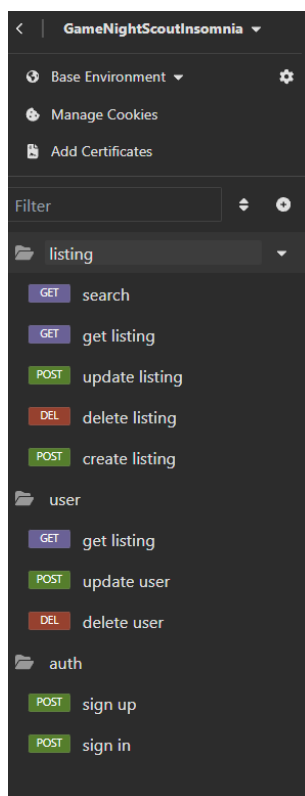 GameNightScoutInsomnia
Base Environment
Manage Cookies
Add Certificates
Filter
listing
GET search
GET get listing
POST update listing
DEL delete listing
POST create listing
user
GET get listing
POST update user
DEL delete user
auth
POST sign up
POST sign in